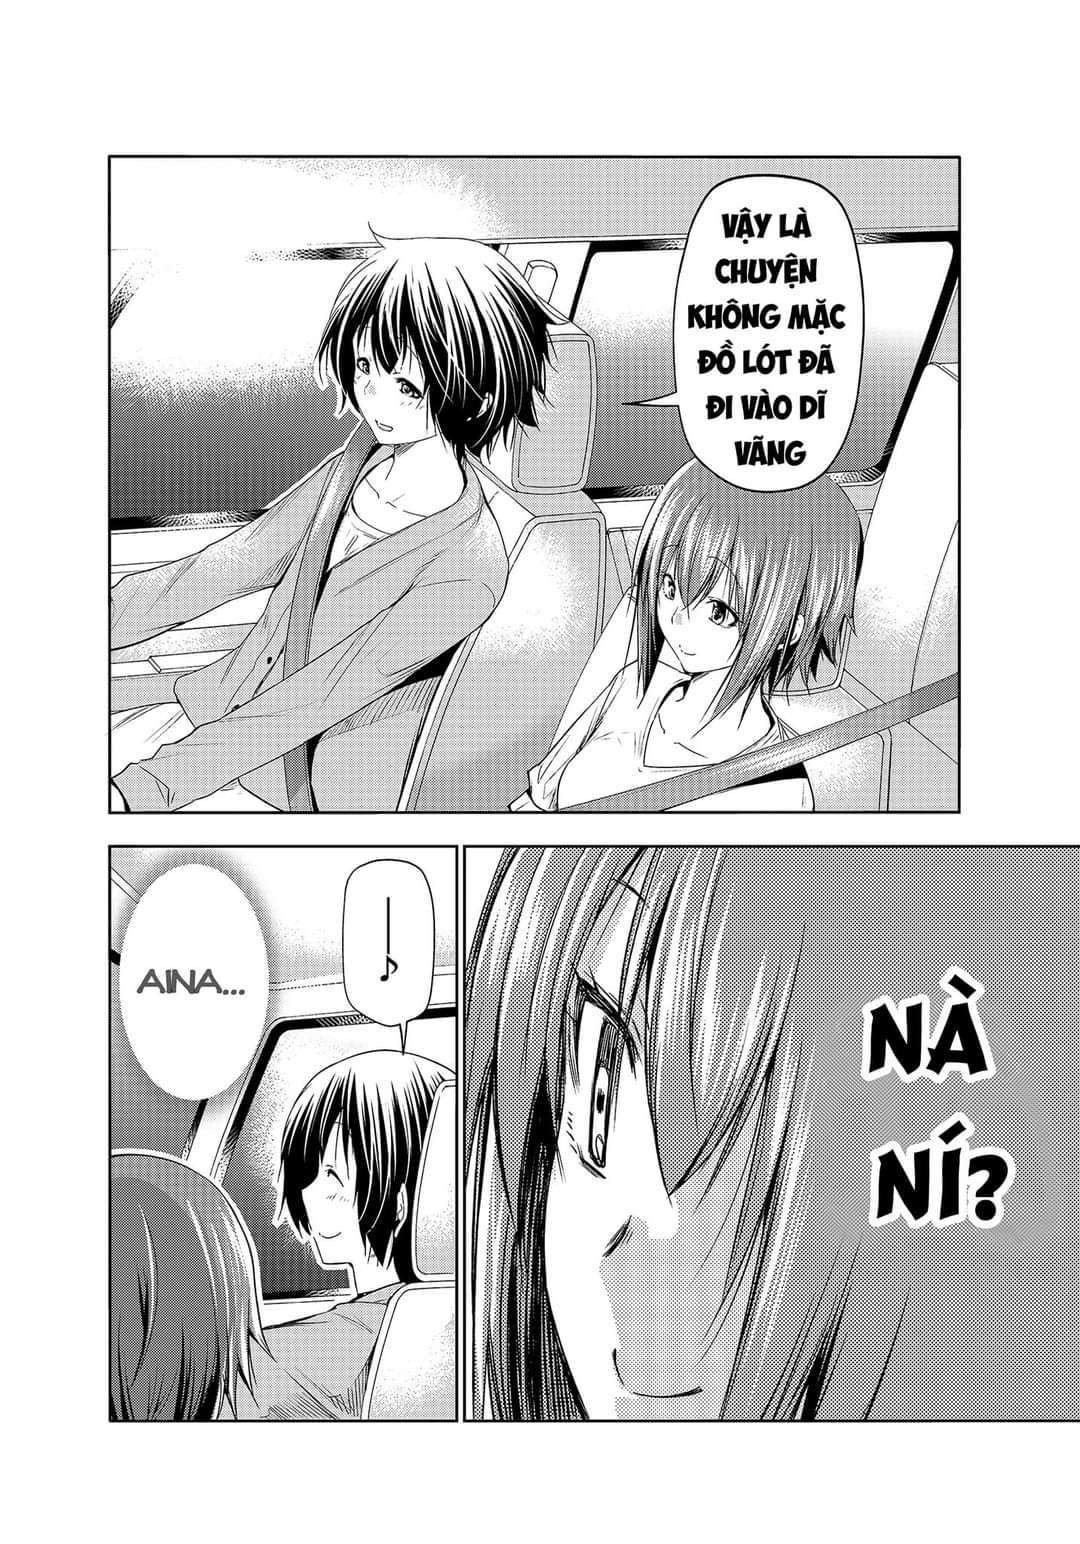 VẬY LÀ
CHUYỆN
KHÔNG MẶC
ĐỒ LÓT ĐÃ
ĐI VÀO DĨ
VÃNG
NÀ
NÍ?
♪
AINA...